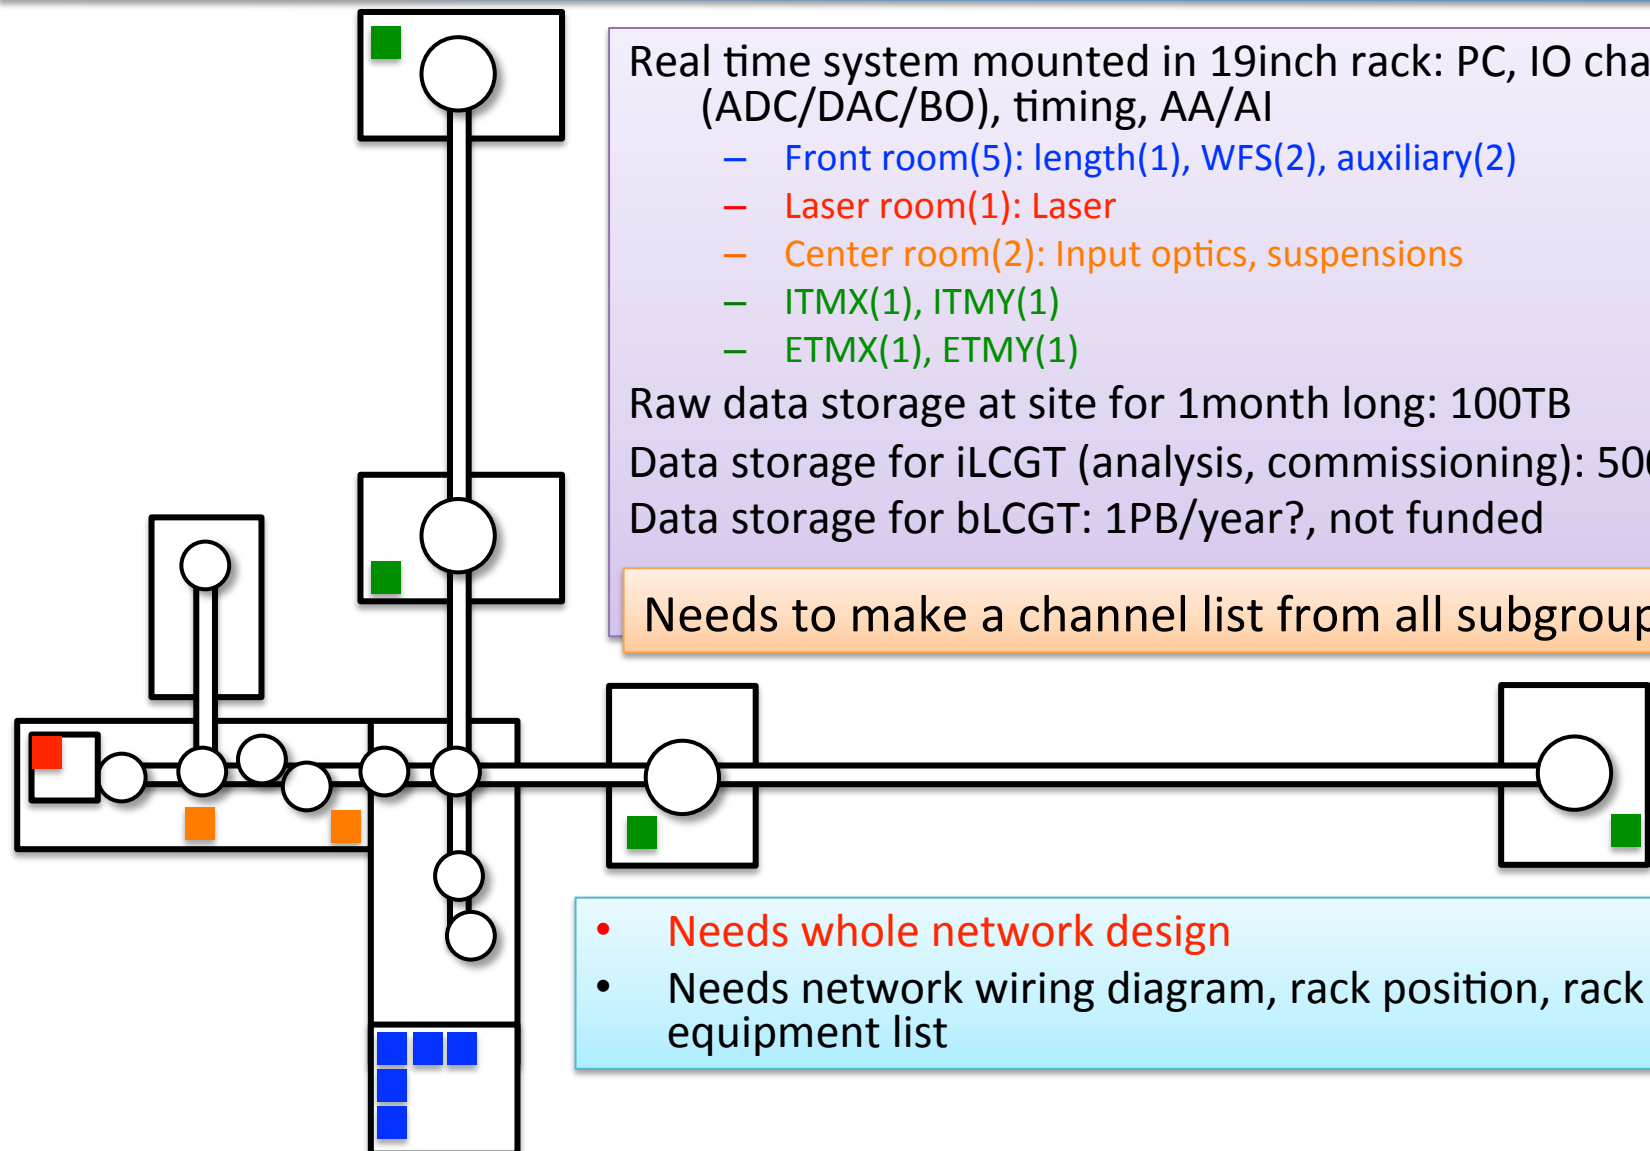 Real time system mounted in 19inch rack: PC, IO
(ADC/DAC/BO), timing, AA/AI
– Front room(5): length(1), WFS(2), auxiliary(2)
– Laser room(1): Laser
– Center room(2): Input optics, suspensions
– ITMX(1), ITMY(1)
– ETMX(1), ETMY(1)
Raw data storage at site for 1month long: 100TB
Data storage for iLCGT (analysis, commissioning):
Data storage for bLCGT: 1PB/year?, not funded
Needs to make a channel list from all
• Needs whole network design
• Needs network wiring diagram, rack position, rack
equipment list